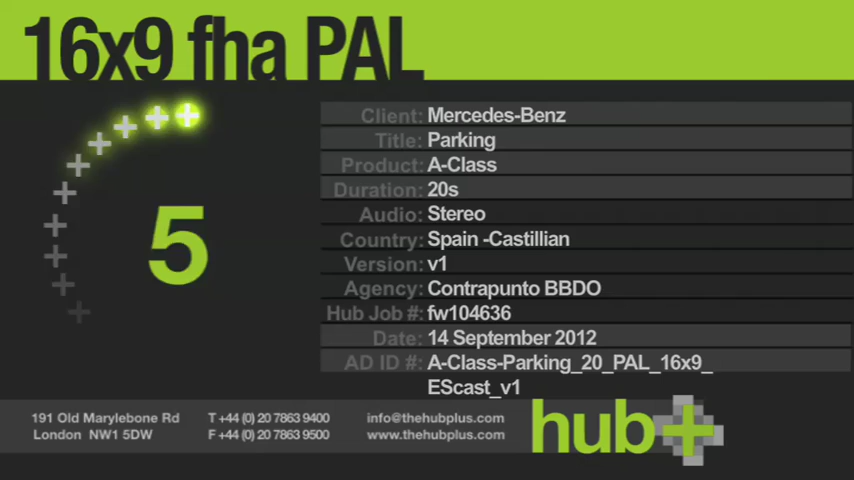 16x9 fha PAL
5
Client: Mercedes-Benz
Title: Parking
Product: A-Class
Duration: 20s
Audio: Stereo
Country: Spain -Castillian
Version: v1
Agency: Contrapunto BBDO
Hub Job #: fw104636
Date: 14 September 2012
AD ID #: A-Class-Parking_20_PAL_16x9_
EScast_v1
191 Old Marylebone Rd T +44 (0) 20 7863 9400 info@thehubplus.com
London NW1 5DW F +44 (0) 20 7863 9500 www.thehubplus.com
hub+